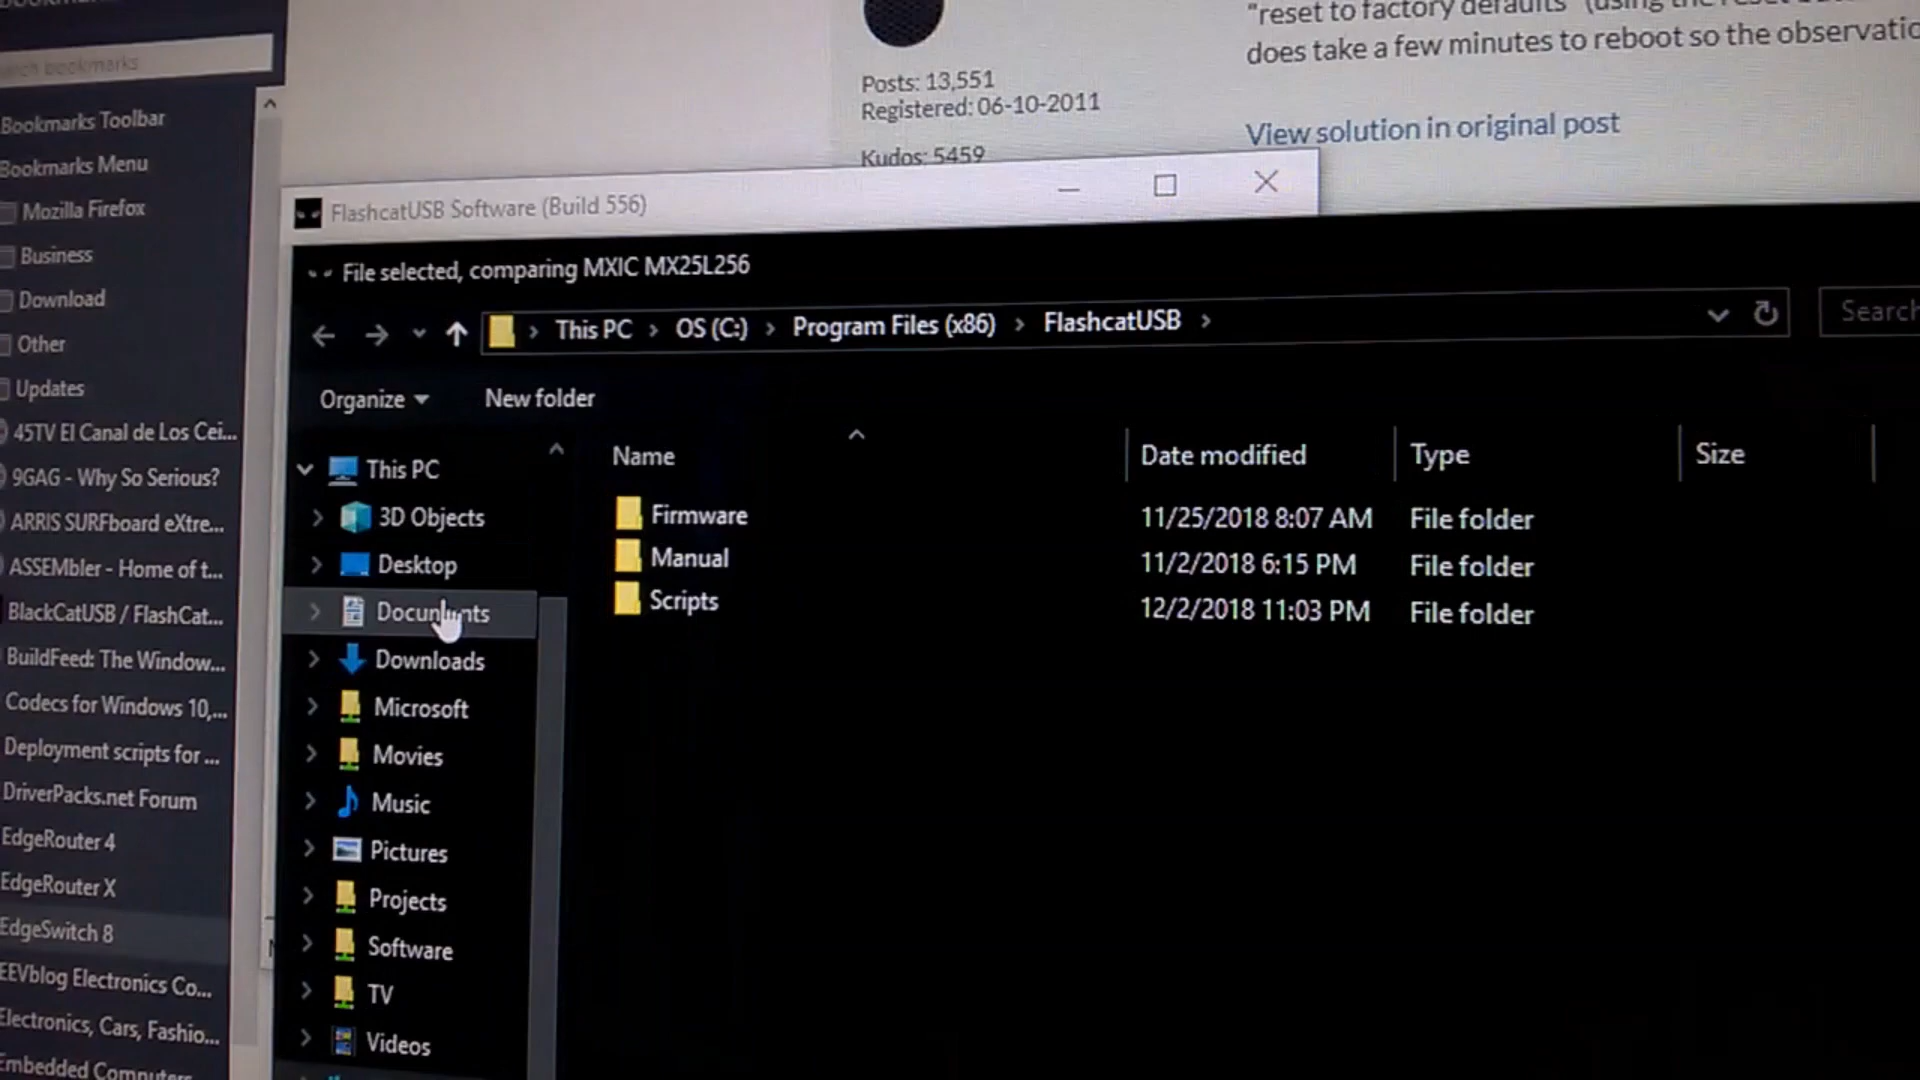 "reset to factory defaults" (using the reset
does take a few minutes to reboot so the
Posts: 13,551
Registered: 06-10-2011
Kudos: 5459
View solution in original post
bookmarks
Bookmarks Toolbar
Bookmarks Menu
Mozilla Firefox
Business
Download
Other
Updates
45TV El Canal de Los Cei...
9GAG - Why So Serious?
ARRIS SURFboard eXtre...
ASSEMbler - Home of t...
BlackCatUSB / FlashCat...
BuildFeed: The Window...
Codecs for Windows 10,...
Deployment scripts for ...
DriverPacks.net Forum
EdgeRouter 4
EdgeRouter X
EdgeSwitch 8
EEVblog Electronics Co...
Electronics, Cars, Fashio...
Embedded Computers
FlashcatUSB Software (Build 556)
File selected, comparing MXIC MX25L256
This PC > OS (C:) > Program Files (x86) > FlashcatUSB >
Search
Organize
New folder
This PC
3D Objects
Desktop
Documents
Downloads
Microsoft
Movies
Music
Pictures
Projects
Software
TV
Videos
Name Date modified Type Size
Firmware 11/25/2018 8:07 AM File folder
Manual 11/2/2018 6:15 PM File folder
Scripts 12/2/2018 11:03 PM File folder